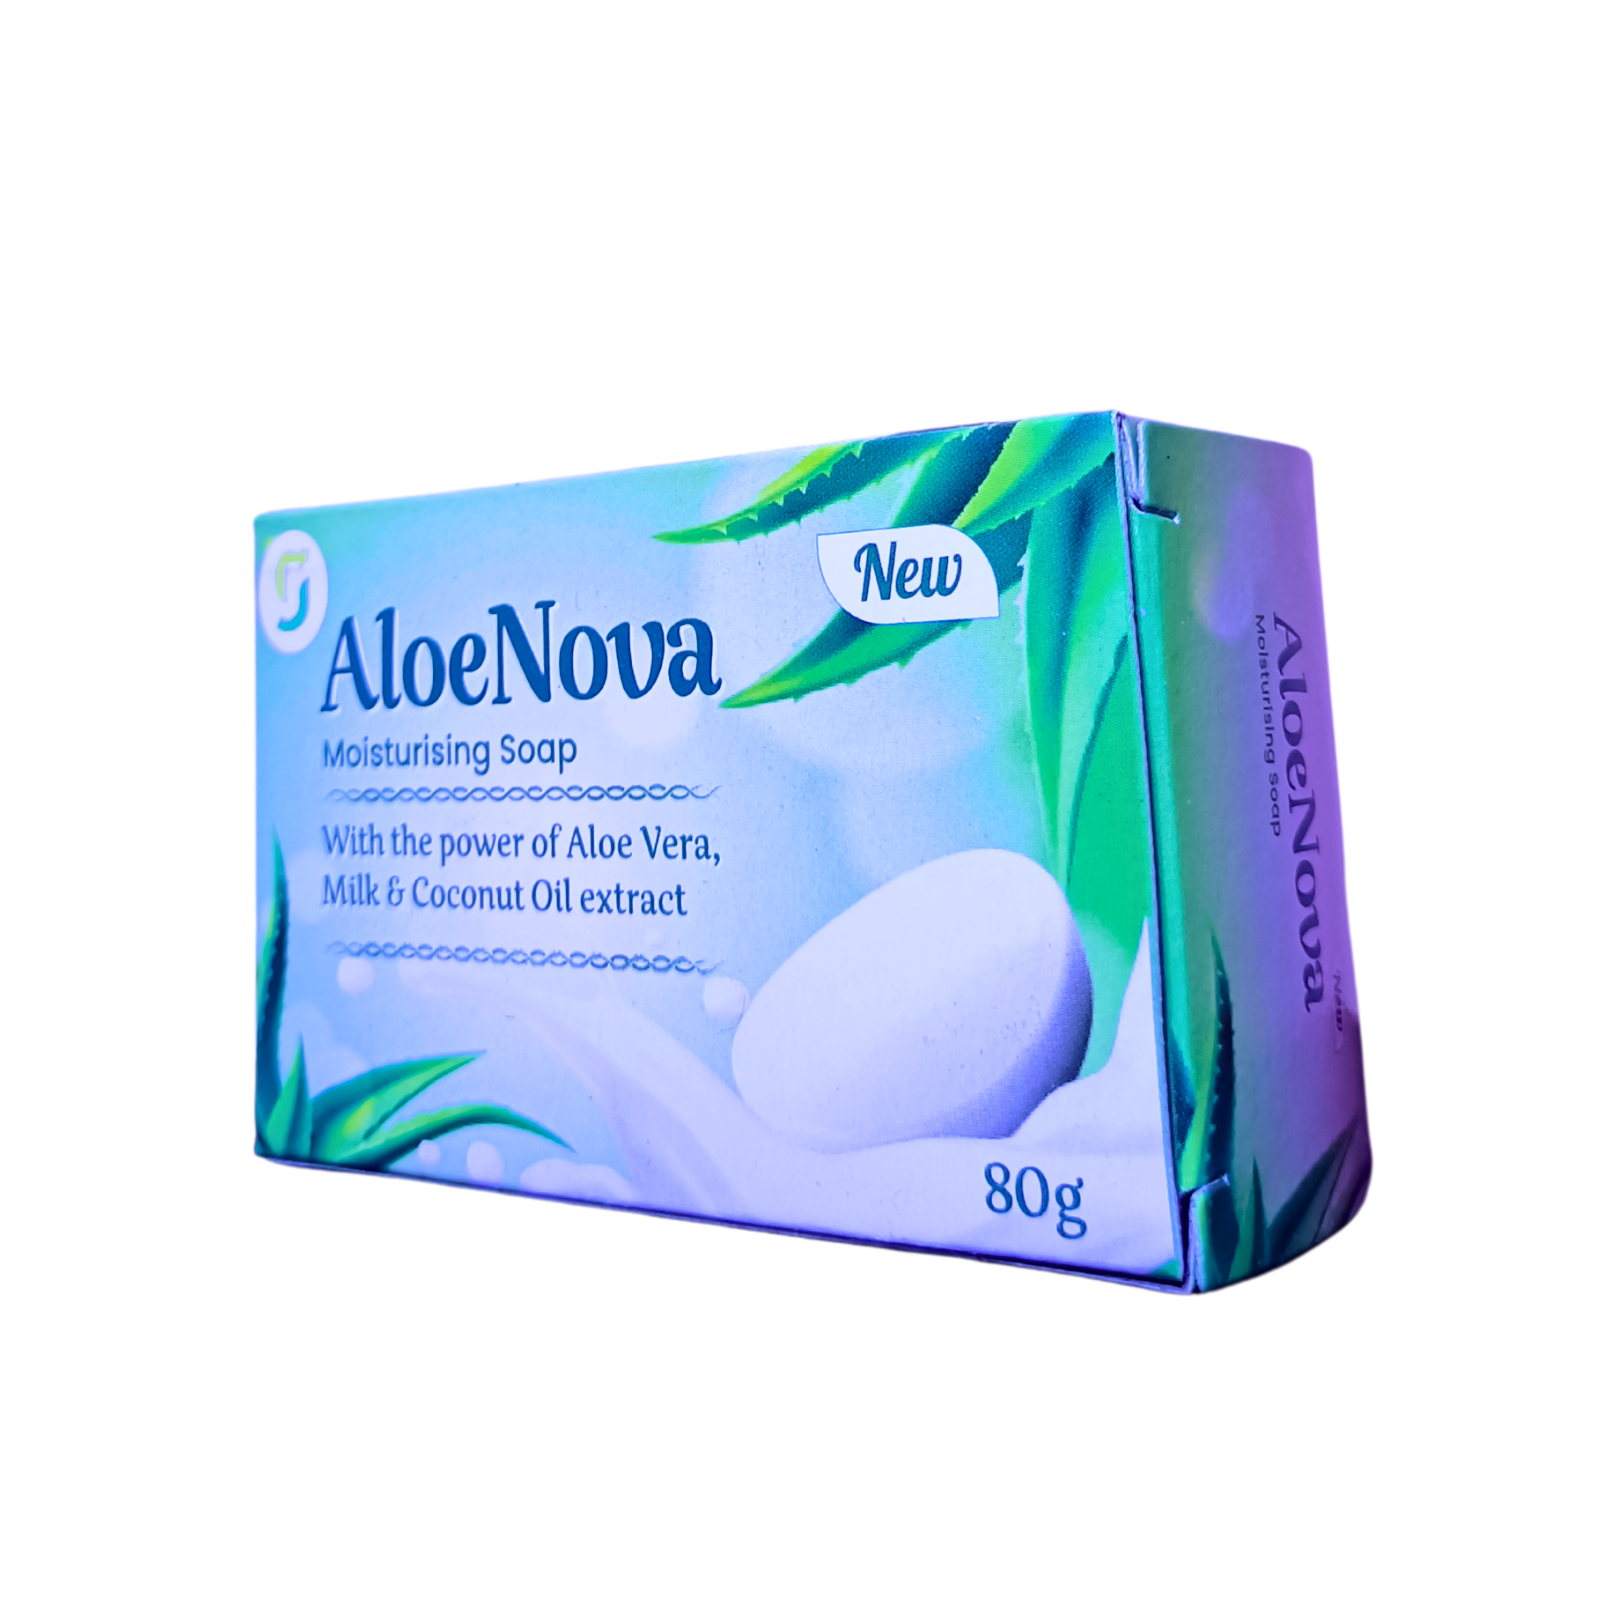 AloeNova
New
Moisturising Soap
With the power of Aloe Vera,
Milk & Coconut Oil extract
80g
AloeNova
Moisturising Soap
New